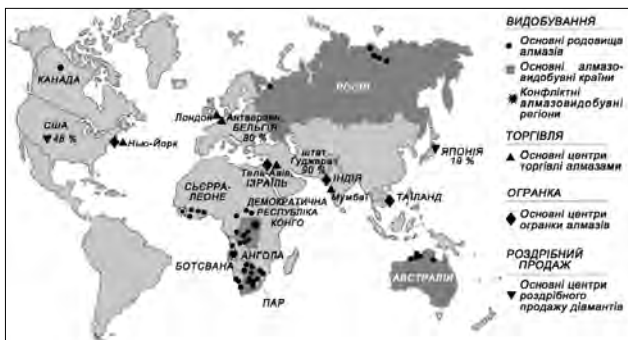 КАНАДА
США
48 %
Нью-Йорк
Лондон
Антверпен
БЕЛЬГІЯ
80 %
РОСІЯ
Тель-Авів
ІЗРАЇЛЬ
штат
Гуджарат
90 %
ІНДІЯ
Мумбаї
ЯПОНІЯ
ТАЇЛАНД
СЬЄРРА-
ЛЕОНЕ
ДЕМОКРАТИЧНА
РЕСПУБЛІКА
КОНГО
АНГОЛА
БОТСВАНА
ПАР
АВСТРАЛІЯ
ВИДОБУВАННЯ
Основні родовища
алмазів
Основні алмазо-
видобувні країни
Конфліктні
алмазовидобувні
регіони
ТОРГІВЛЯ
Основні центри
торгівлі алмазами
ОГРАНКА
Основні центри
огранки алмазів
РОЗДРІБНИЙ
ПРОДАЖ
Основні центри
роздрібного
продажу діамантів